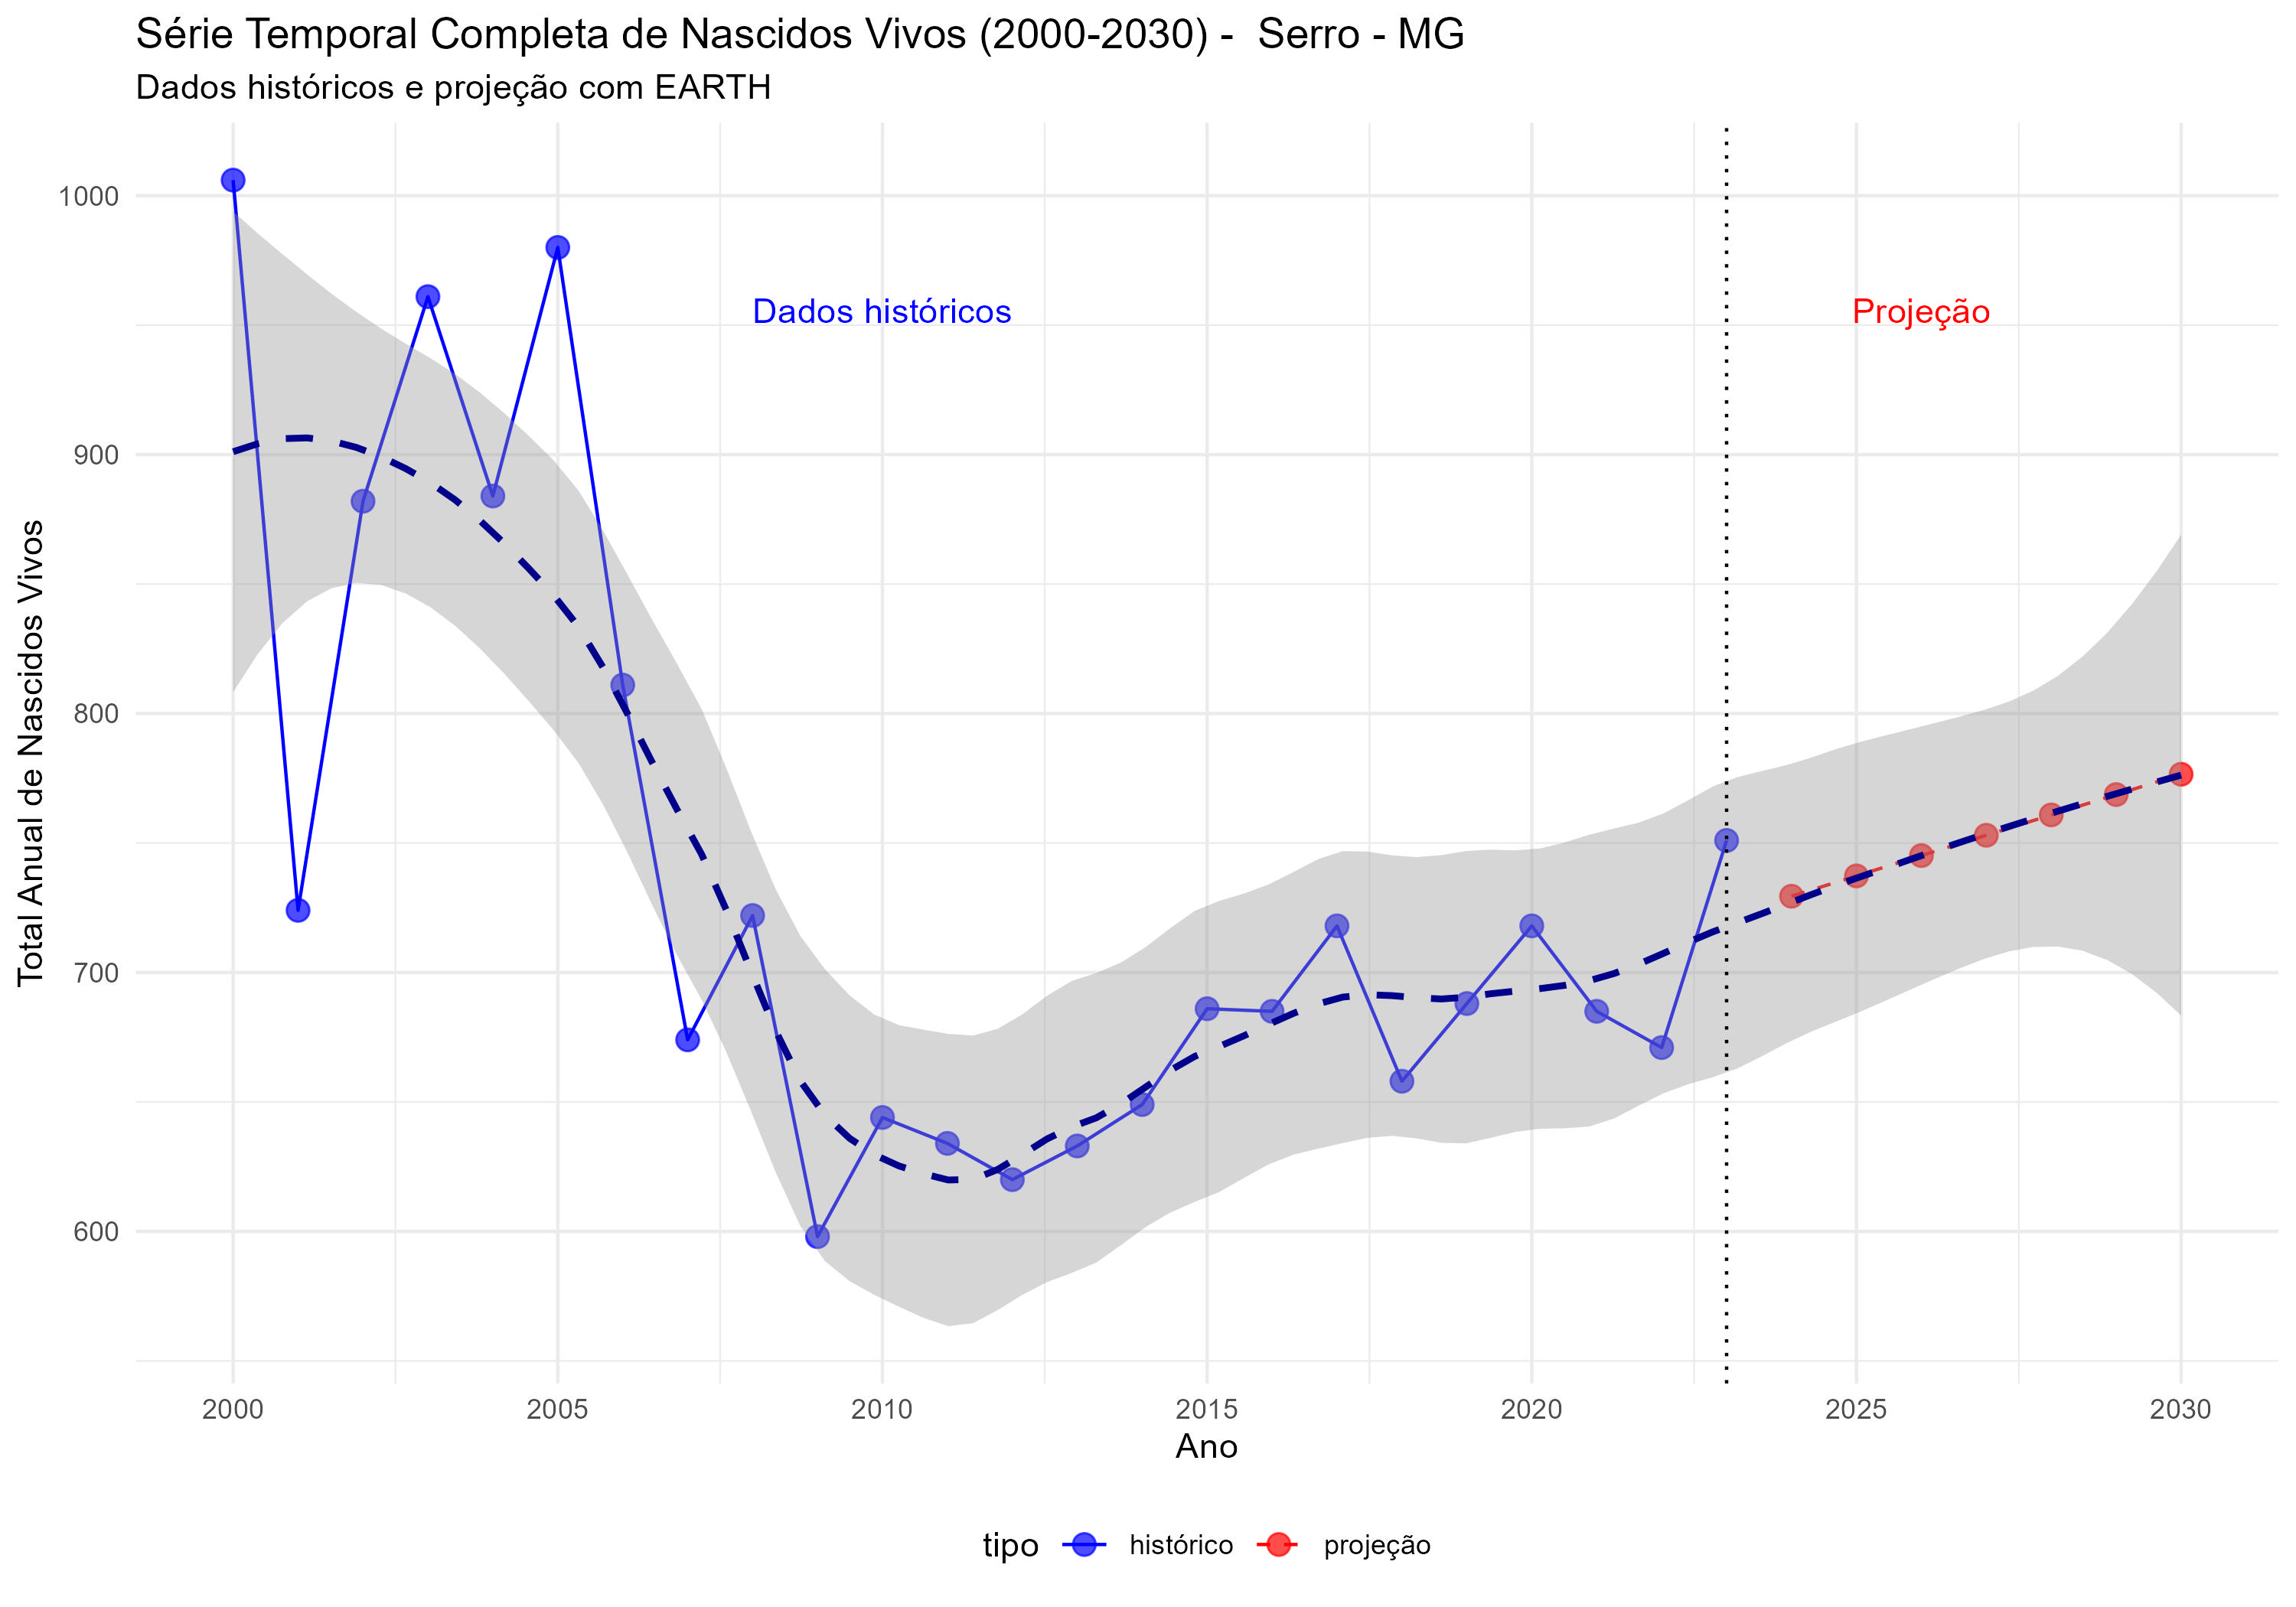 Série Temporal Completa de Nascidos Vivos (2000-2030) -  Serro - MG
Dados históricos e projeção com EARTH
Total Anual de Nascidos Vivos
1000
900
800
700
600
Dados históricos
Projeção
2000 2005 2010 2015 2020 2025 2030
Ano
tipo histórico projeção